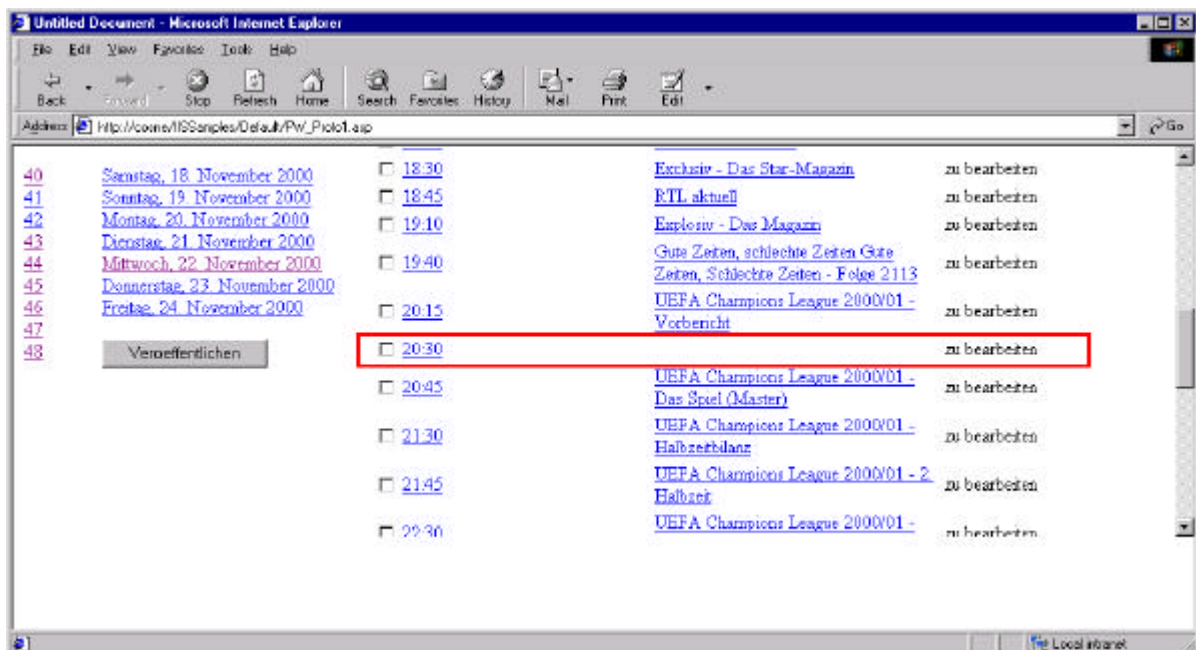 Untitled Document - Microsoft Internet Explorer
File Edit View Favorites Tools Help
Back Forward Stop Refresh Home Search Favorites History Mail Print Edit
Address Go
40
41
42
43
44
45
46
47
48
Samstag, 18. November 2000
Sonntag, 19. November 2000
Montag, 20. November 2000
Dienstag, 21. November 2000
Mittwoch, 22. November 2000
Donnerstag, 23. November 2000
Freitag, 24. November 2000
Veroeffentlichen
18:30 Exclusiv - Das Star-Magazin zu bearbeiten
18:45 RTL aktuell zu bearbeiten
19:10 Explosiv - Das Magazin zu bearbeiten
19:40 Gute Zeiten, schlechte Zeiten Gute zu bearbeiten
Zeiten, Schlechte Zeiten - Folge 2113
20:15 UEFA Champions League 2000/01 - zu bearbeiten
Vorbericht
20:30 zu bearbeiten
20:45 UEFA Champions League 2000/01 - zu bearbeiten
Das Spiel (Master)
21:30 UEFA Champions League 2000/01 - zu bearbeiten
Halbzeitbilanz
21:45 UEFA Champions League 2000/01 - 2. zu bearbeiten
Halbzeit
22:30 UEFA Champions League 2000/01 - zu bearbeiten
Local intranet